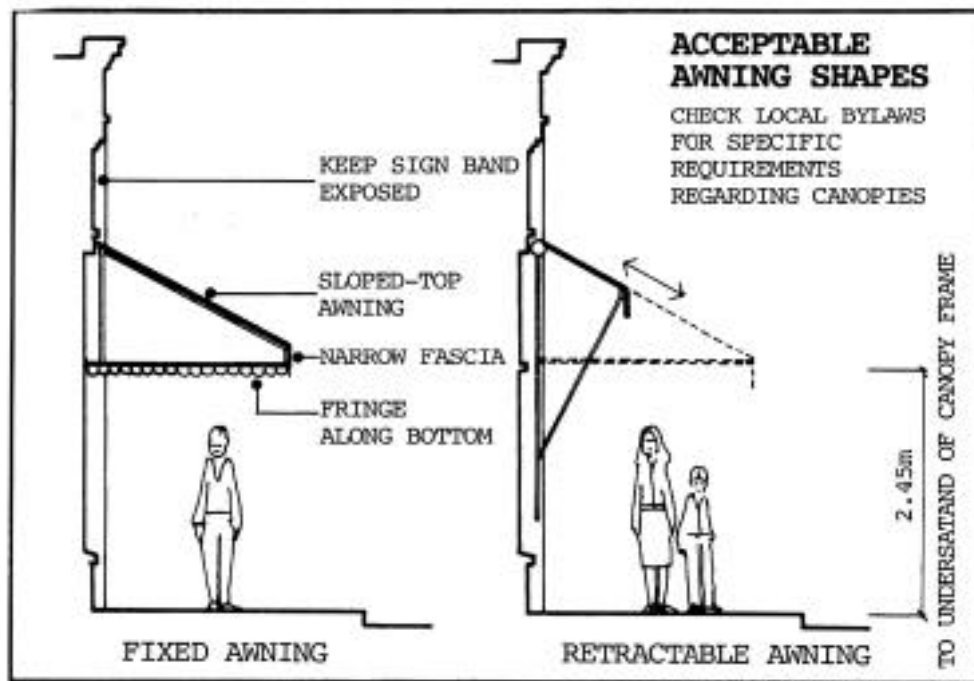 ACCEPTABLE
AWNING SHAPES
CHECK LOCAL BYLAWS
FOR SPECIFIC
REQUIREMENTS
REGARDING CANOPIES
KEEP SIGN BAND
EXPOSED
SLOPED-TOP
AWNING
NARROW FASCIA
FRINGE
ALONG BOTTOM
2.45m
TO UNDERSATAND OF CANOPY FRAME
FIXED AWNING
RETRACTABLE AWNING